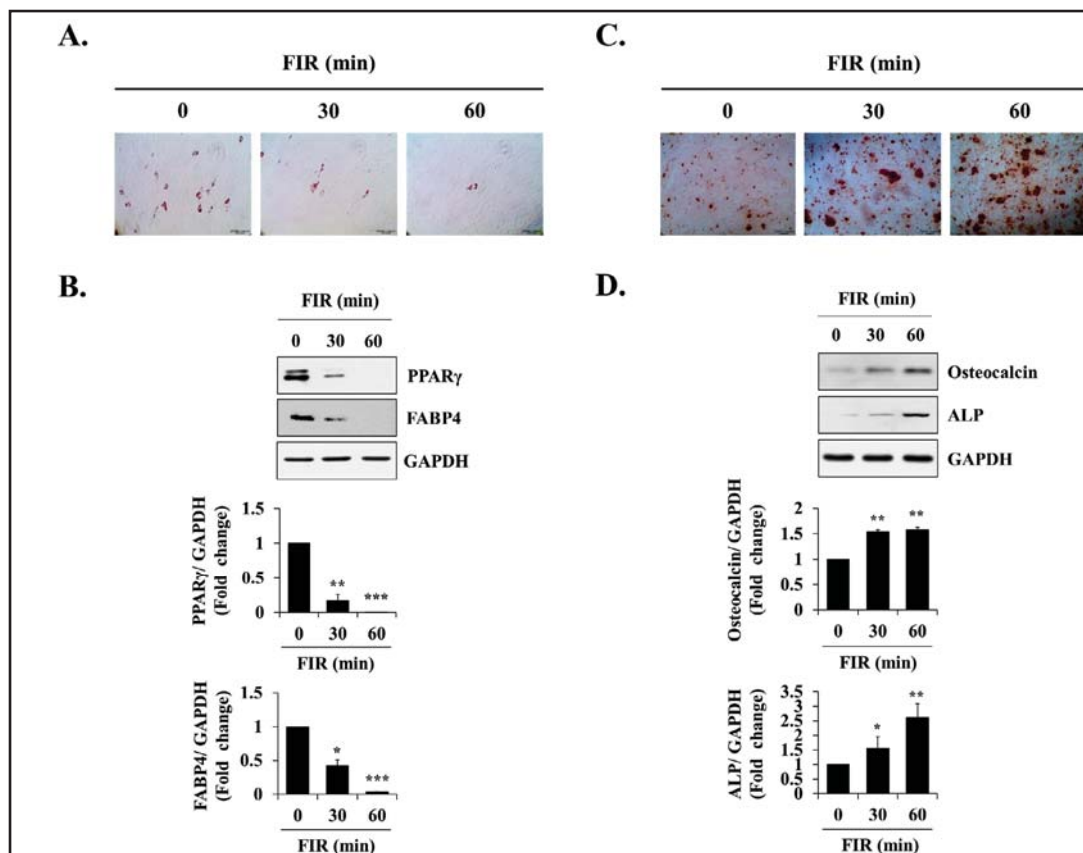 A.
FIR (min)
0 30 60
B.
FIR (min)
0 30 60
PPARγ
FABP4
GAPDH
PPARγ/ GAPDH
(Fold change)
1.5
1
0.5
0
** ***
0 30 60
FIR (min)
FABP4/ GAPDH
(Fold change)
1.5
1
0.5
0
* ***
0 30 60
FIR (min)
C.
FIR (min)
0 30 60
D.
FIR (min)
0 30 60
Osteocalcin
ALP
GAPDH
Osteocalcin/ GAPDH
(Fold change)
2
1.5
1
0.5
0
** **
0 30 60
FIR (min)
ALP/ GAPDH
(Fold change)
3.5
2.5
1.5
1
0.5
0
* **
0 30 60
FIR (min)